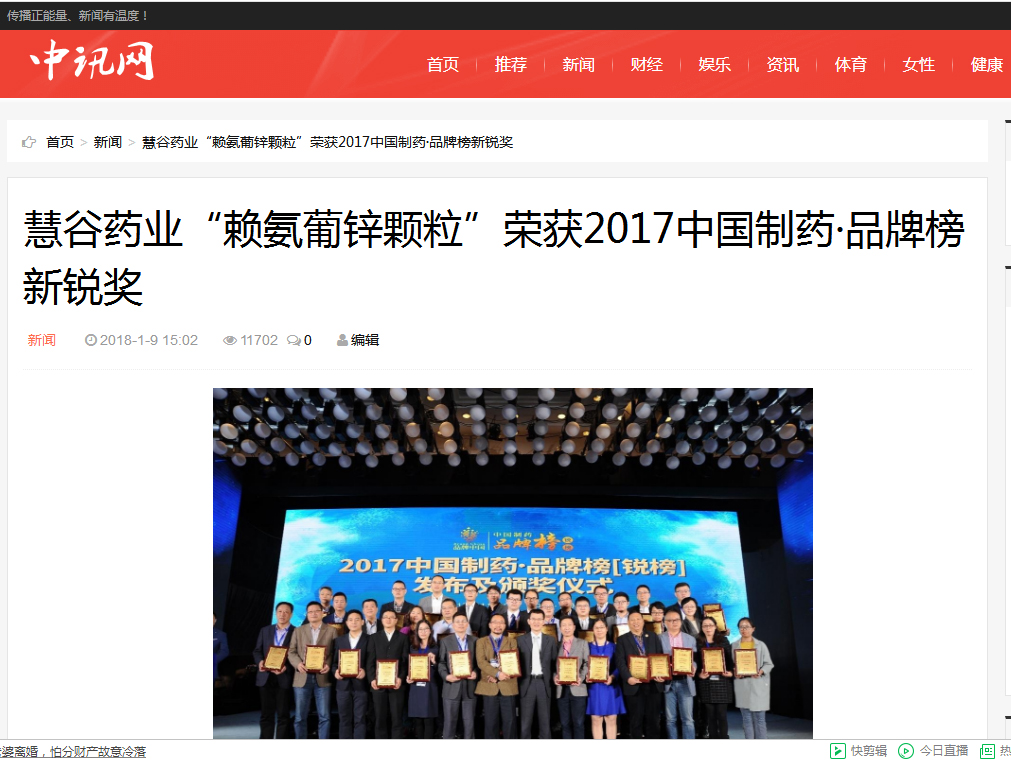 传播正能量、新闻有温度！
中讯网
首页 推荐 新闻 财经 娱乐 资讯 体育 女性 健康
首页 > 新闻 > 慧谷药业“赖氨葡锌颗粒”荣获2017中国制药·品牌榜新锐奖
慧谷药业“赖氨葡锌颗粒”荣获2017中国制药·品牌榜
新锐奖
新闻 2018-1-9 15:02 11702 0 编辑
中国制药
品牌榜
2017中国制药·品牌榾[锐榜]
发布及颁奖仪式
婆离婚，怕分财产故意冷落
快剪辑 今日直播 热